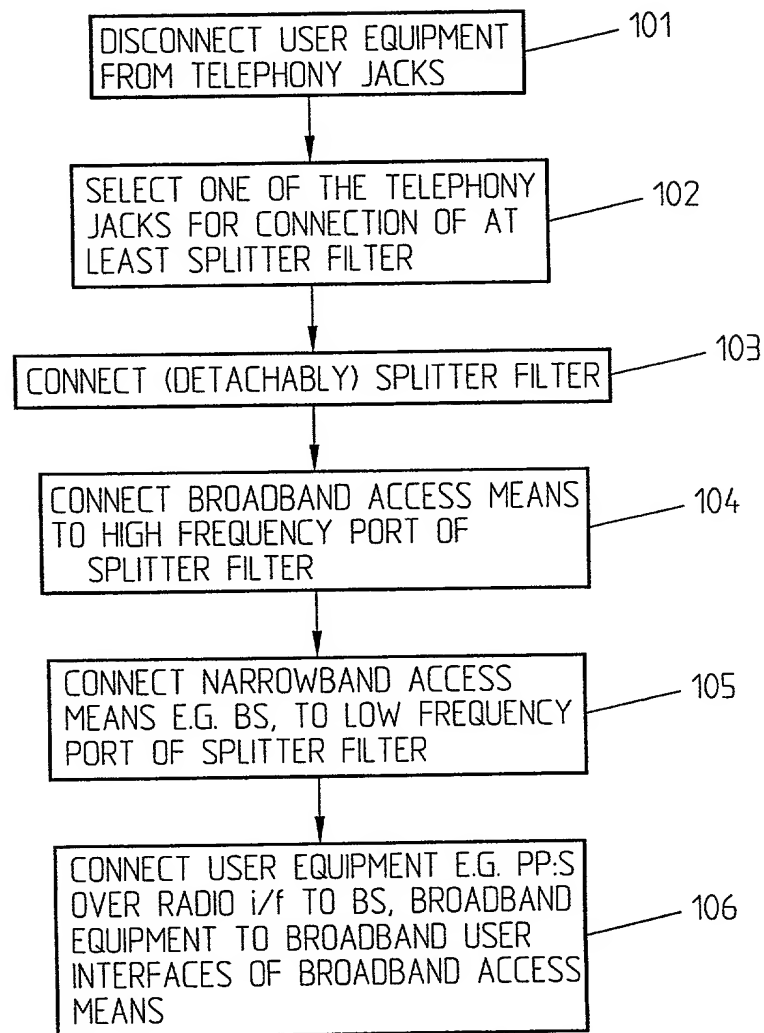 DISCONNECT USER EQUIPMENT
FROM TELEPHONY JACKS
101
SELECT ONE OF THE TELEPHONY
JACKS FOR CONNECTION OF AT
LEAST SPLITTER FILTER
102
CONNECT (DETACHABLY) SPLITTER FILTER
103
CONNECT BROADBAND ACCESS MEANS
TO HIGH FREQUENCY PORT OF
SPLITTER FILTER
104
CONNECT NARROWBAND ACCESS
MEANS E.G. BS, TO LOW FREQUENCY
PORT OF SPLITTER FILTER
105
CONNECT USER EQUIPMENT E.G. PP:S
OVER RADIO i/f TO BS, BROADBAND
EQUIPMENT TO BROADBAND USER
INTERFACES OF BROADBAND ACCESS
MEANS
106